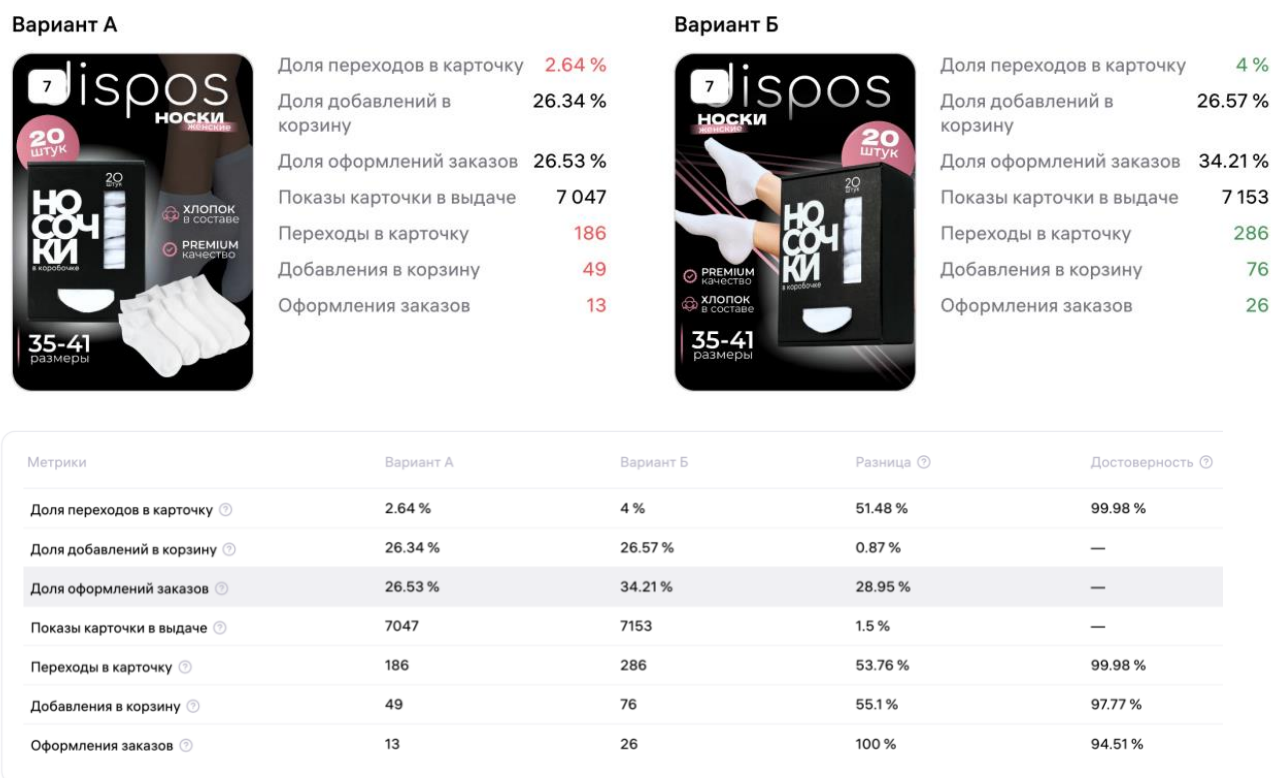 Вариант А
7
dispos
НОСКИ
женские
20
ШТУК
20
штук
НО
СОЧ
КИ
в коробочке
ХЛОПОК
в составе
PREMIUM
качество
35-41
размеры
Доля переходов в карточку 2.64 %
Доля добавлений в
корзину 26.34 %
Доля оформлений заказов 26.53 %
Показы карточки в выдаче 7 047
Переходы в карточку 186
Добавления в корзину 49
Оформления заказов 13
Вариант Б
7
dispos
НОСКИ
женские
20
ШТУК
20
штук
НО
СОЧ
КИ
в коробочке
PREMIUM
качество
ХЛОПОК
в составе
35-41
размеры
Доля переходов в карточку 4 %
Доля добавлений в
корзину 26.57 %
Доля оформлений заказов 34.21 %
Показы карточки в выдаче 7 153
Переходы в карточку 286
Добавления в корзину 76
Оформления заказов 26
Метрики Вариант А Вариант Б Разница ? Достоверность ?
Доля переходов в карточку ? 2.64 % 4 % 51.48 % 99.98 %
Доля добавлений в корзину ? 26.34 % 26.57 % 0.87 % —
Доля оформлений заказов ? 26.53 % 34.21 % 28.95 % —
Показы карточки в выдаче ? 7047 7153 1.5 % —
Переходы в карточку ? 186 286 53.76 % 99.98 %
Добавления в корзину ? 49 76 55.1 % 97.77 %
Оформления заказов ? 13 26 100 % 94.51 %